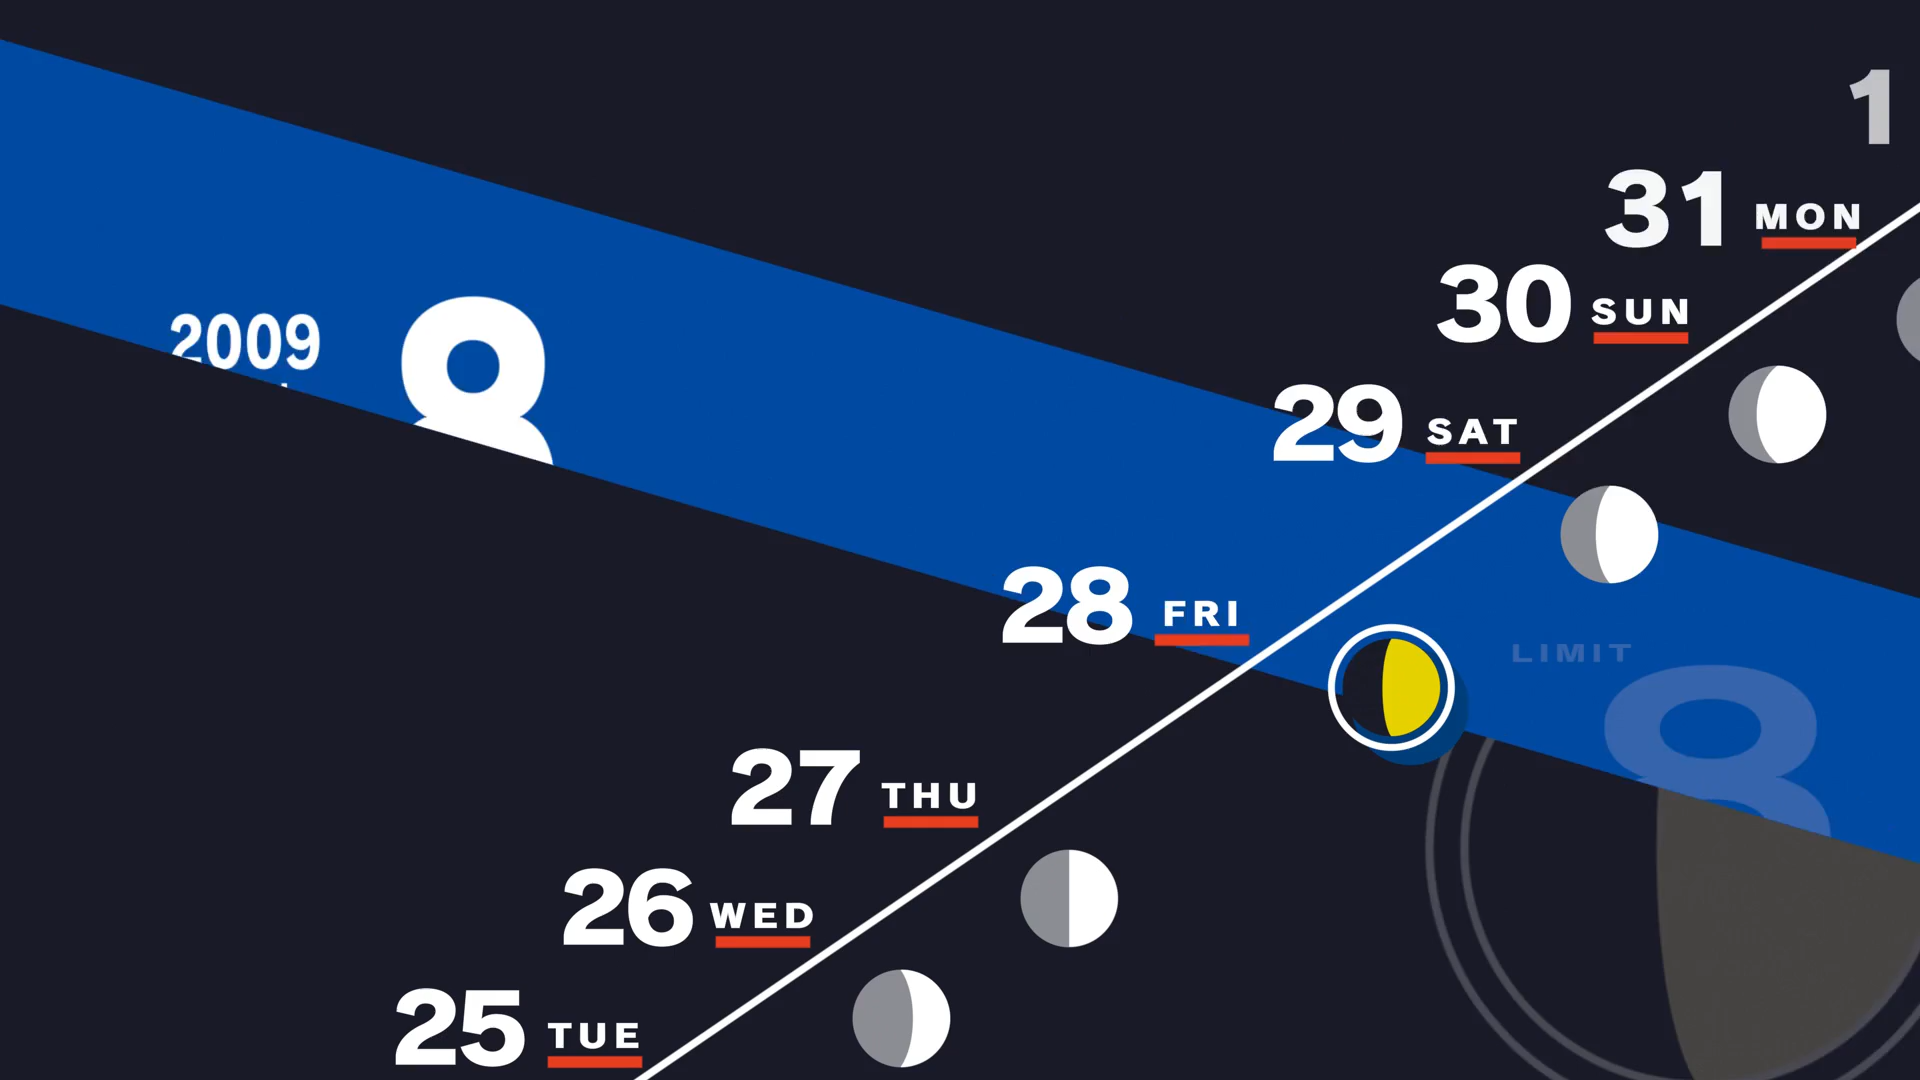 1
31 MON
30 SUN
2009
8
29 SAT
28 FRI
LIMIT
8
27 THU
26 WED
25 TUE